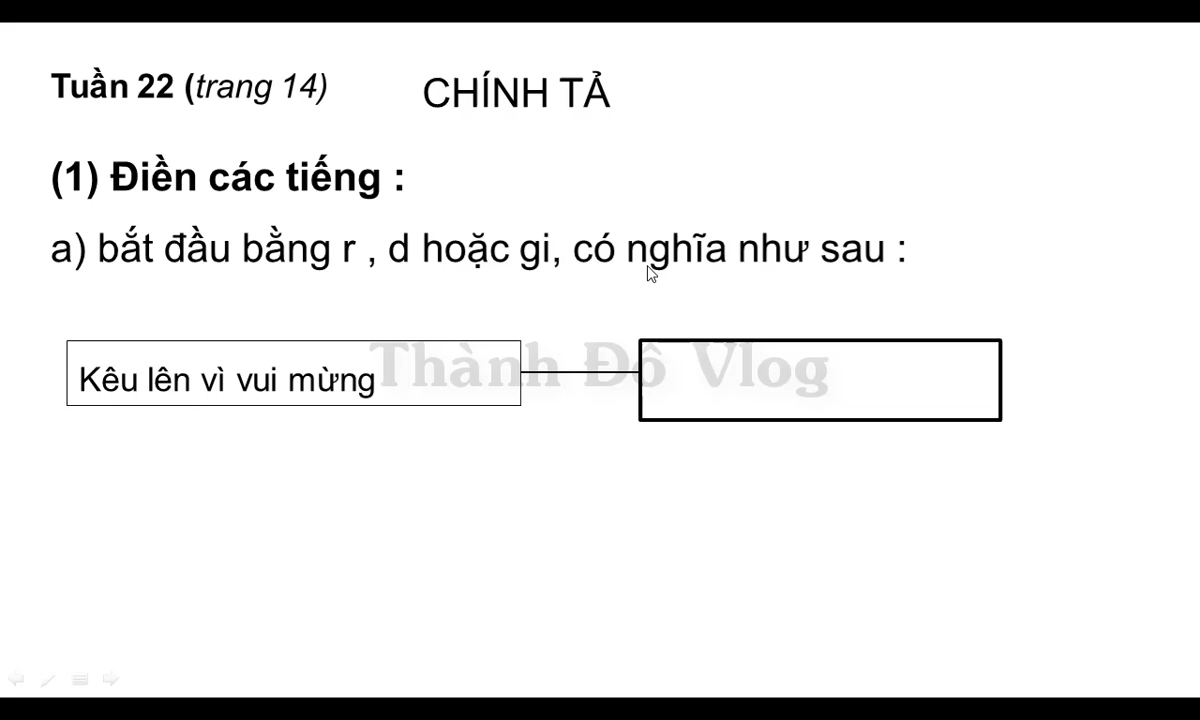 Tuần 22 (trang 14) CHÍNH TẢ
(1) Điền các tiếng :
a) bắt đầu bằng r , d hoặc gi, có nghĩa như sau :
Kêu lên vì vui mừng
Thành Đô Vlog